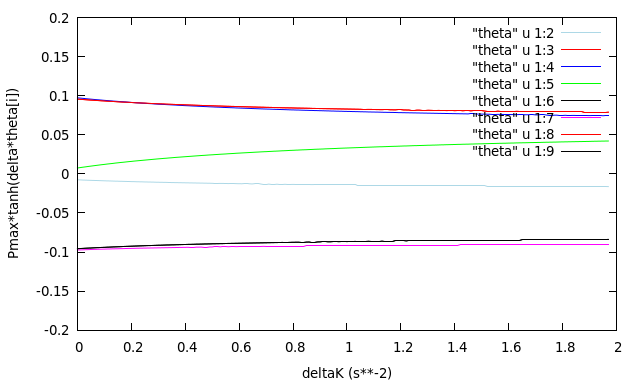 0.2
0.15
0.1
0.05
0
-0.05
-0.1
-0.15
-0.2
Pmax*tanh(delta*theta[i])
"theta" u 1:2
"theta" u 1:3
"theta" u 1:4
"theta" u 1:5
"theta" u 1:6
"theta" u 1:7
"theta" u 1:8
"theta" u 1:9
0 0.2 0.4 0.6 0.8 1 1.2 1.4 1.6 1.8 2
deltaK (s**-2)